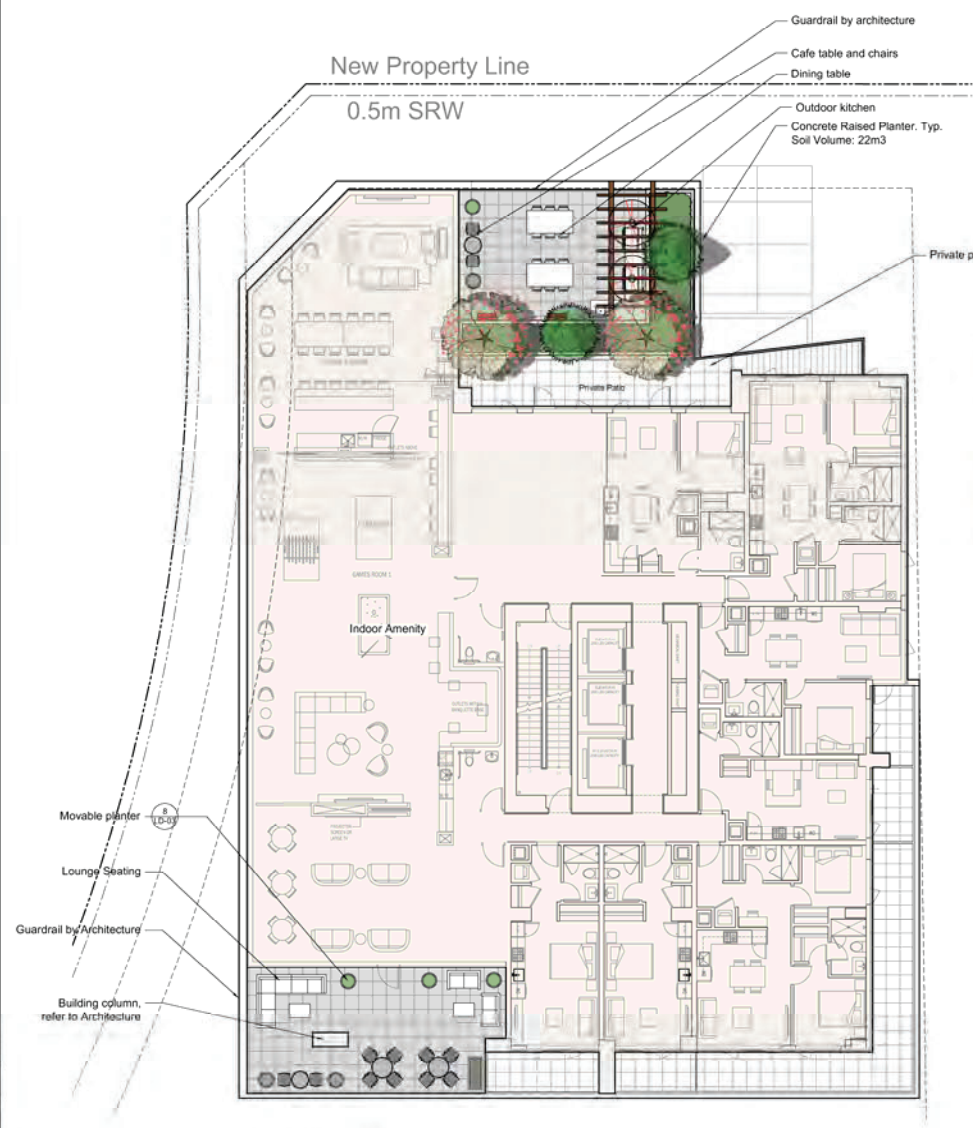 Guardrail by architecture
New Property Line
Cafe table and chairs
Dining table
0.5m SRW
Outdoor kitchen
Concrete Raised Planter. Typ.
Soil Volume: 22m3
Private p
Private Patio
GAMES ROOM
Indoor Amenity
Movable planter
8
LD-03
Lounge Seating
Guardrail by Architecture
Building column,
refer to Architecture